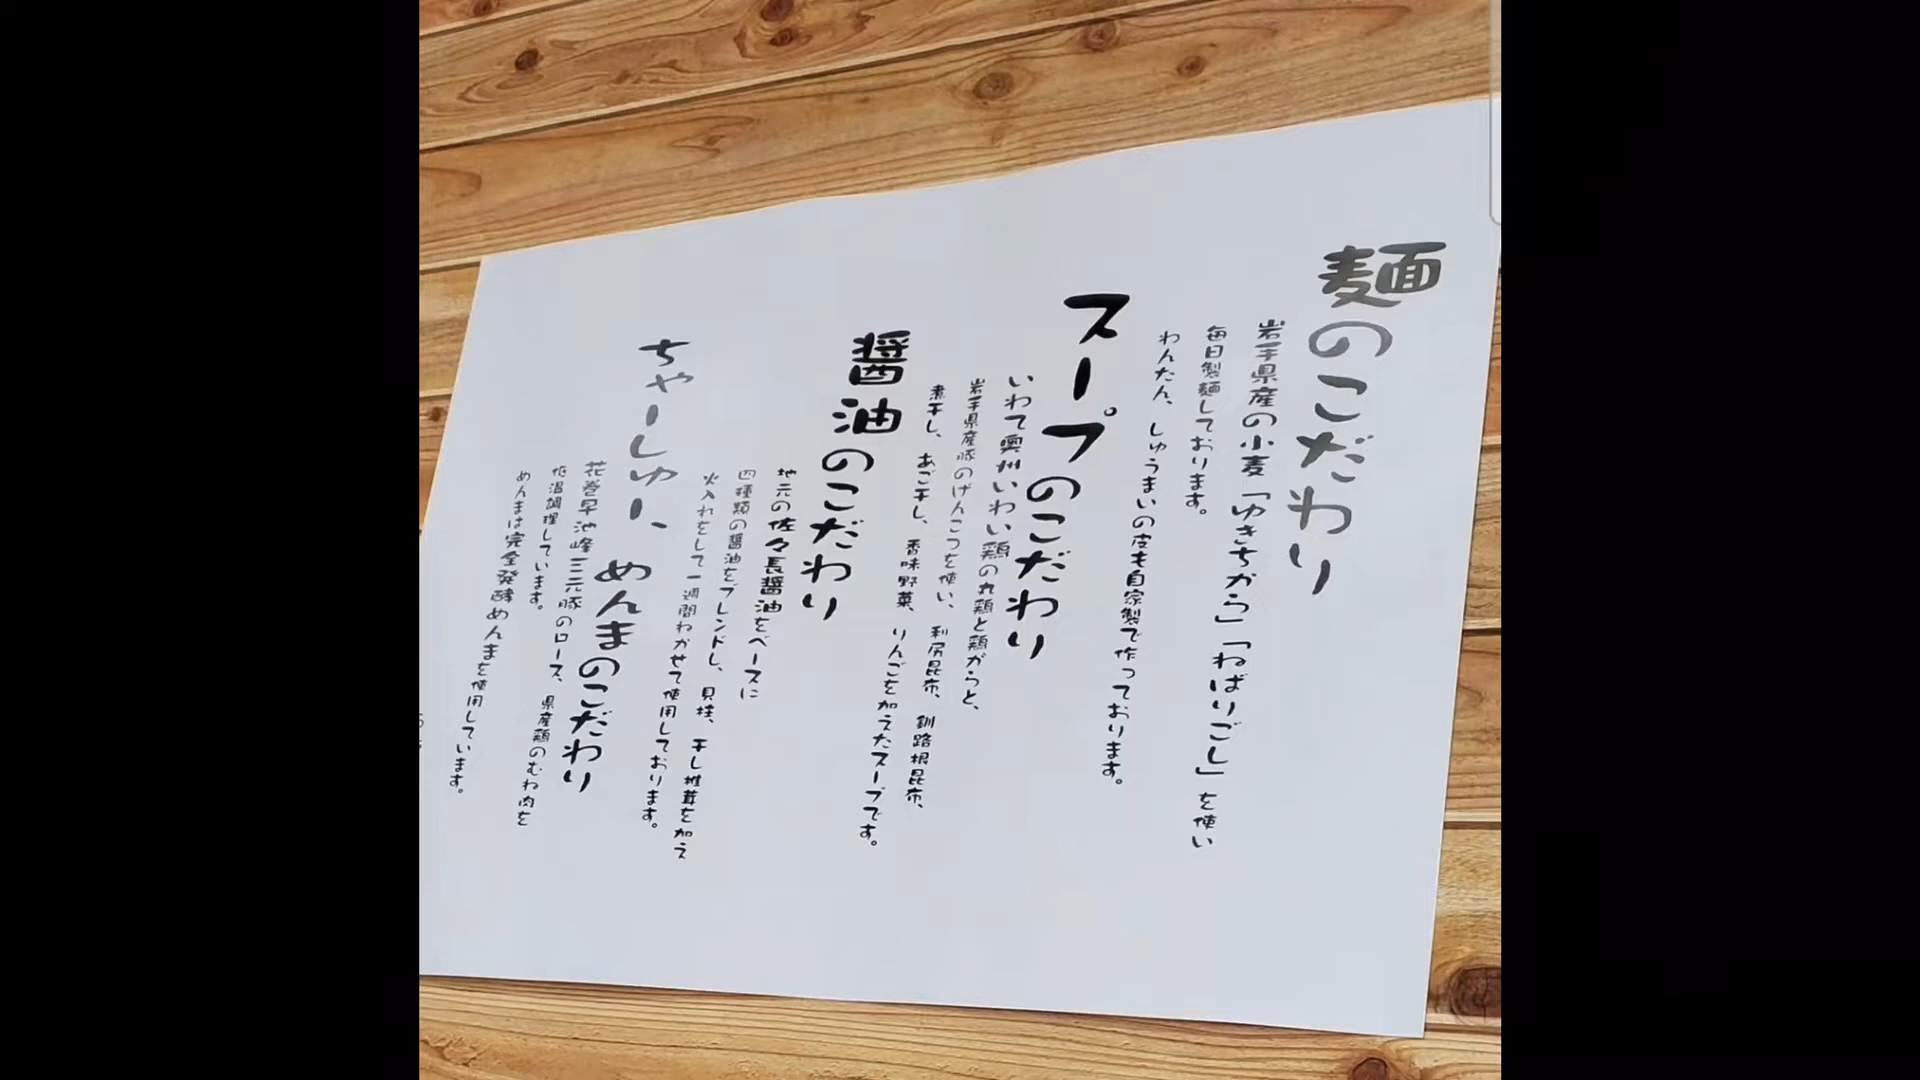 麺のこだわり
岩手県産の小麦「ゆきちから」「ねばりごし」を使い
毎日製麺しております。
わんたん、しゅうまいの皮も自家製で作っております。
スープのこだわり
いわて奥州いわい鶏の丸鶏と鶏がらと、
岩手県産豚のげんこつを使い、利尻昆布、釧路根昆布、
煮干し、あご干し、香味野菜、りんごを加えたスープです。
醤油のこだわり
地元の佐々長醤油をベースに
四種類の醤油をブレンドし、貝柱、干し椎茸を加え
火入れをして一週間ねかせて使用しております。
ちゃーしゅー、めんまのこだわり
花巻早池峰三元豚のロース、県産鶏のむね肉を
低温調理しています。
めんまは完全発酵めんまを使用しています。